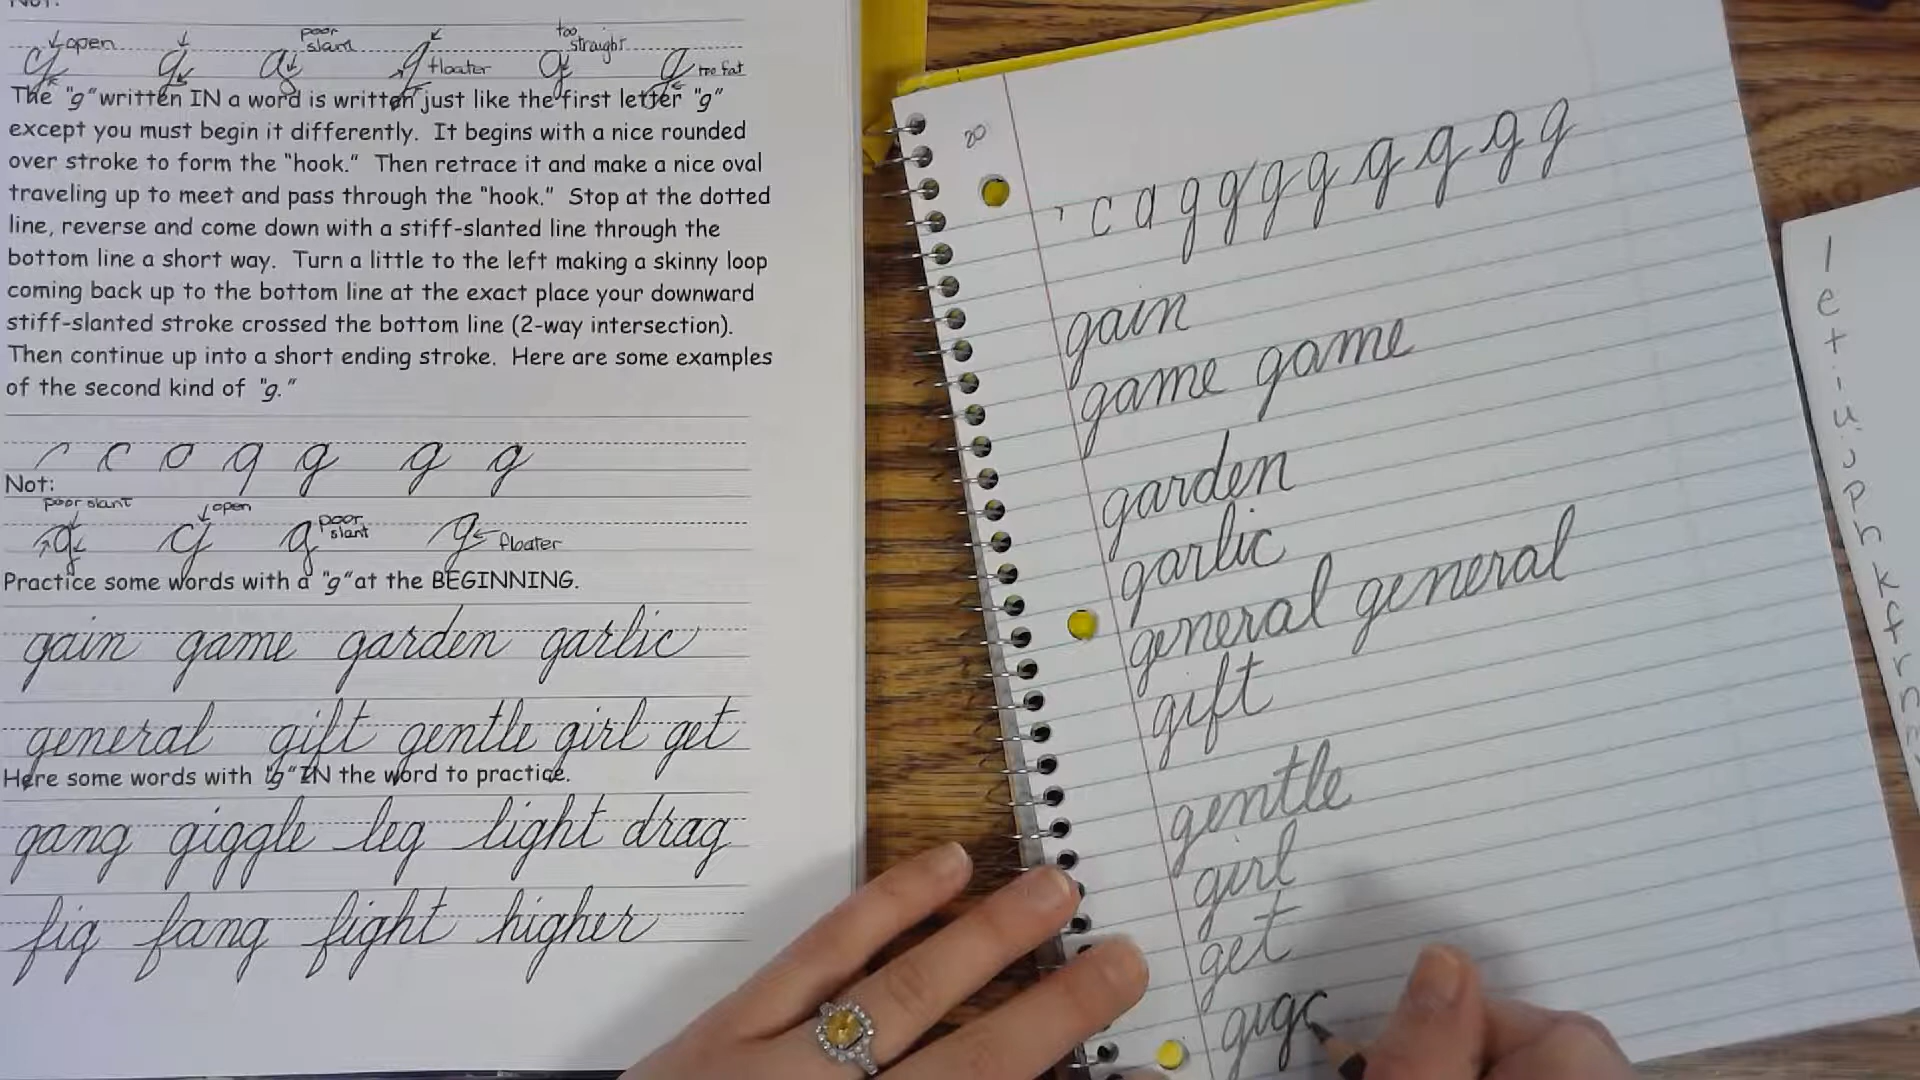 Not:
open
poor slant
floater
too straight
too fat
g g g g g g
The "g" written IN a word is written just like the first letter "g"
except you must begin it differently. It begins with a nice rounded
over stroke to form the "hook." Then retrace it and make a nice oval
traveling up to meet and pass through the "hook." Stop at the dotted
line, reverse and come down with a stiff-slanted line through the
bottom line a short way. Turn a little to the left making a skinny loop
coming back up to the bottom line at the exact place your downward
stiff-slanted stroke crossed the bottom line (2-way intersection).
Then continue up into a short ending stroke. Here are some examples
of the second kind of "g."
g g g
Not:
poor slant
open
poor slant
floater
g g g g
Practice some words with a "g" at the BEGINNING.
gain game garden garlic
general gift gentle girl get
Here some words with "g" IN the word to practice.
gang giggle leg light drag
fig fang fight higher
20
c a g g g g g g g g
gain
game game
garden
garlic
general general
gift
gentle
girl
get
gig
l
e
t
i
u
j
p
h
k
f
r
n